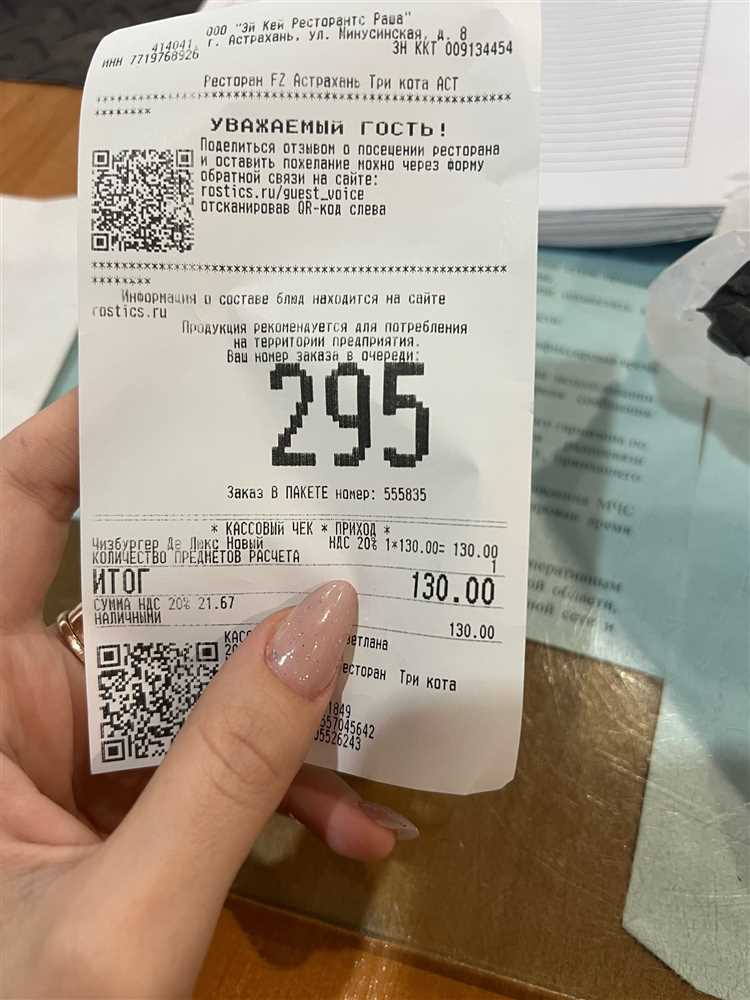 ООО "Эй Кей Ресторантс Раша"
414041, г. Астрахань, ул. Минусинская, д. 8
ИНН 7719768926 ЗН ККТ 009134454
Ресторан FZ Астрахань Три кота АСТ
*********************************************
********
УВАЖАЕМЫЙ ГОСТЬ!
Поделиться отзывом о посещении ресторана
и оставить пожелание можно через форму
обратной связи на сайте:
rostics.ru/guest_voice
отсканировав QR-код слева
*********************************************
********
Информация о составе блюд находится на сайте
rostics.ru
Продукция рекомендуется для потребления
на территории предприятия.
Ваш номер заказа в очереди:
295
Заказ В ПАКЕТЕ номер: 555835
* КАССОВЫЙ ЧЕК * ПРИХОД *
Чизбургер Де Люкс Новый НДС 20% 1*130.00= 130.00
КОЛИЧЕСТВО ПРЕДМЕТОВ РАСЧЕТА 1
ИТОГ 130.00
СУММА НДС 20% 21.67
НАЛИЧНЫМИ 130.00
ветлана
есторан Три кота
1849
357045642
05526243